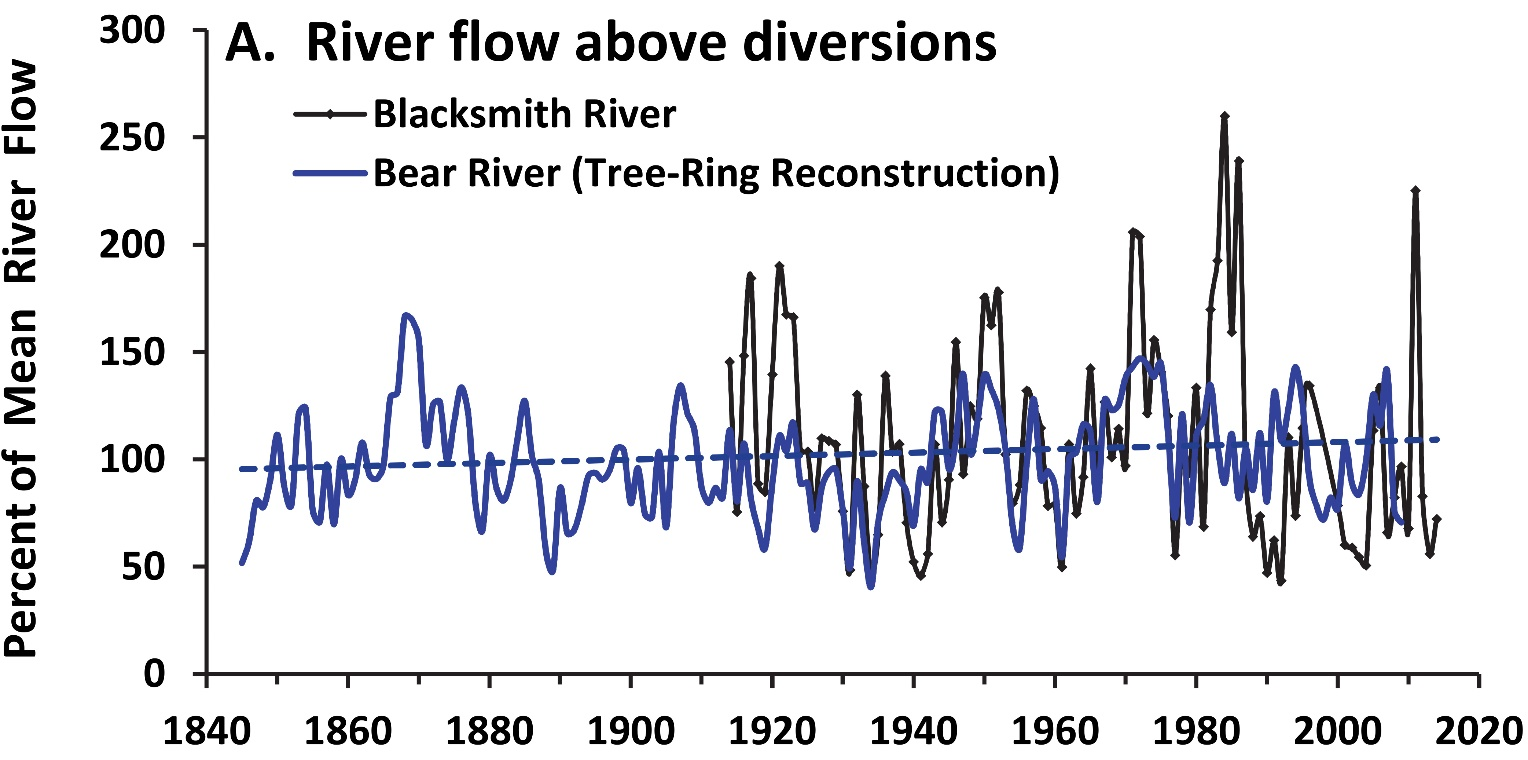 A. River flow above diversions
Blacksmith River
Bear River (Tree-Ring Reconstruction)
Percent of Mean River Flow
300
250
200
150
100
50
0
1840 1860 1880 1900 1920 1940 1960 1980 2000 2020